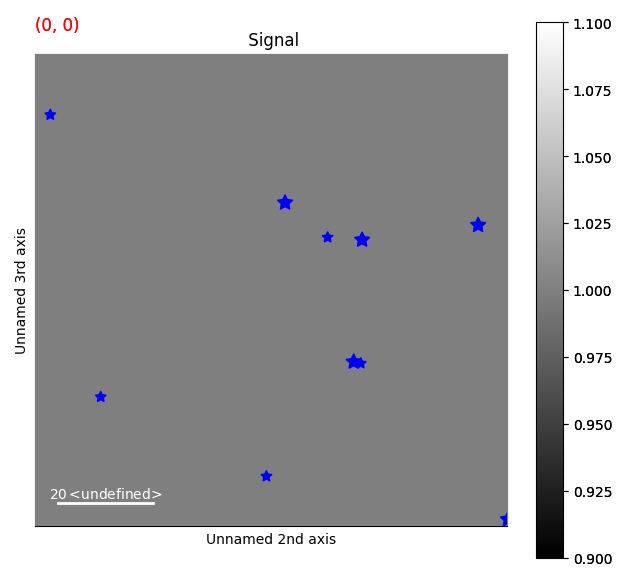 (0, 0)
Signal
Unnamed 3rd axis
20 <undefined>
Unnamed 2nd axis
1.100
1.075
1.050
1.025
1.000
0.975
0.950
0.925
0.900